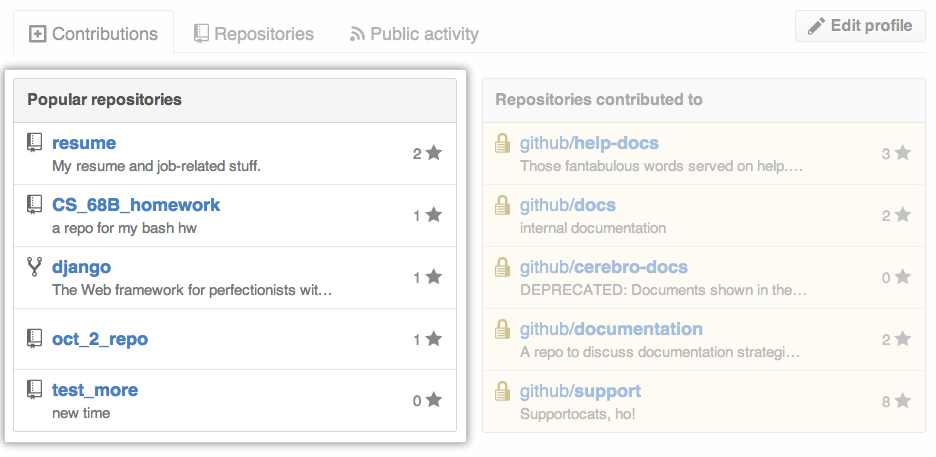 Contributions
Repositories
Public activity
Edit profile
Popular repositories
resume
My resume and job-related stuff.
2
CS_68B_homework
a repo for my bash hw
1
django
The Web framework for perfectionists wit…
1
oct_2_repo
1
test_more
new time
0
Repositories contributed to
github/help-docs
Those fantabulous words served on help.…
3
github/docs
internal documentation
2
github/cerebro-docs
DEPRECATED: Documents shown in the…
0
github/documentation
A repo to discuss documentation strategi…
2
github/support
Supportocats, ho!
8